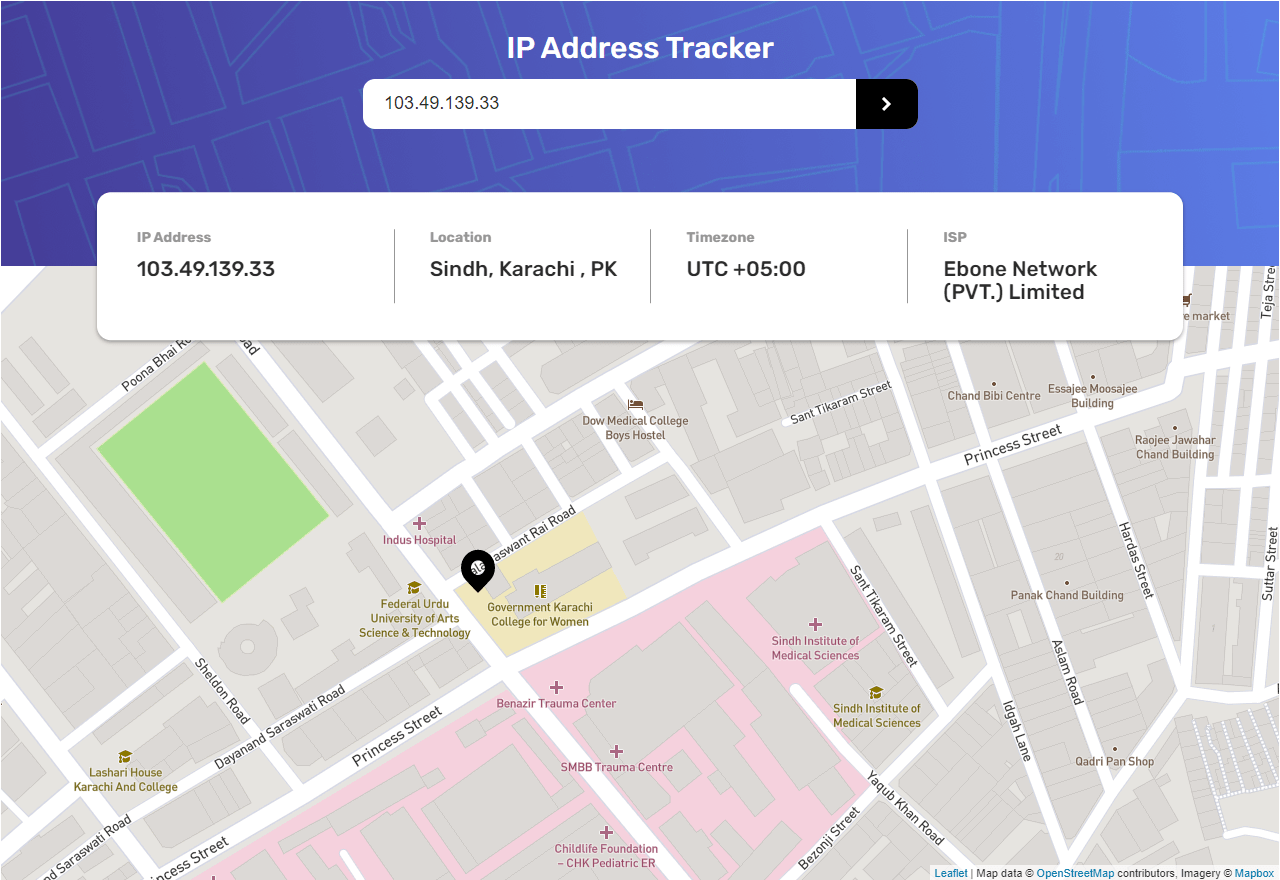 IP Address Tracker
103.49.139.33
IP Address
103.49.139.33
Location
Sindh, Karachi , PK
Timezone
UTC +05:00
ISP
Ebone Network
(PVT.) Limited
market
Teja
Poona Bhai
Dow Medical College
Boys Hostel
Sant Tikaram Street
Chand Bibi Centre
Essajee Moosajee
Building
Princess Street
Raojee Jawahar
Chand Building
Indus Hospital
Rai Road
Hardas Street
Suttar Street
20
Federal Urdu
University of Arts
Science & Technology
Government Karachi
College for Women
Sant Tikaram Street
Panak Chand Building
Sindh Institute of
Medical Sciences
Aslam Road
Sheldon Road
Dayanand Saraswati Road
Benazir Trauma Center
Sindh Institute of
Medical Sciences
Princess Street
Idgah Lane
Lashari House
Karachi And College
SMBB Trauma Centre
Qadri Pan Shop
Yaqub Khan Road
Bezonji Street
Saraswati Road
Princess Street
Childlife Foundation
– CHK Pediatric ER
Leaflet | Map data © OpenStreetMap contributors, Imagery © Mapbox